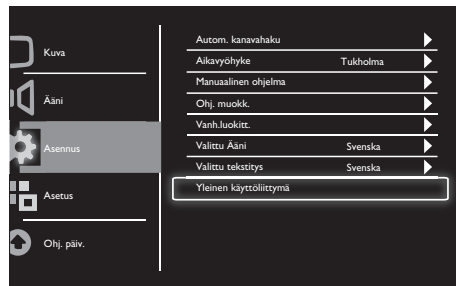 Kuva
Ääni
Asennus
Asetus
Ohj. päiv.
Autom. kanavahaku
Aikavyöhyke Tukholma
Manuaalinen ohjelma
Ohj. muokk.
Vanh.luokitt.
Valittu Ääni Svenska
Valittu tekstitys Svenska
Yleinen käyttöliittymä